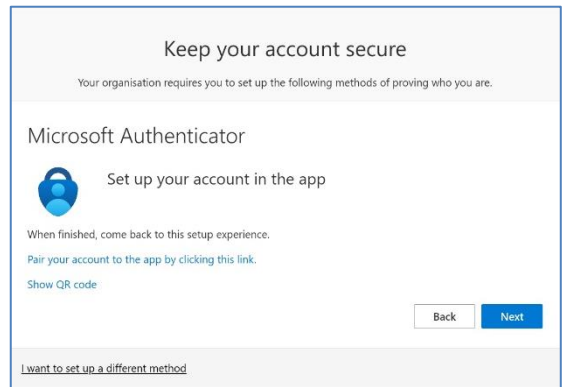 Keep your account secure
Your organisation requires you to set up the following methods of proving who you are.
Microsoft Authenticator
Set up your account in the app
When finished, come back to this setup experience.
Pair your account to the app by clicking this link.
Show QR code
Back Next
I want to set up a different method